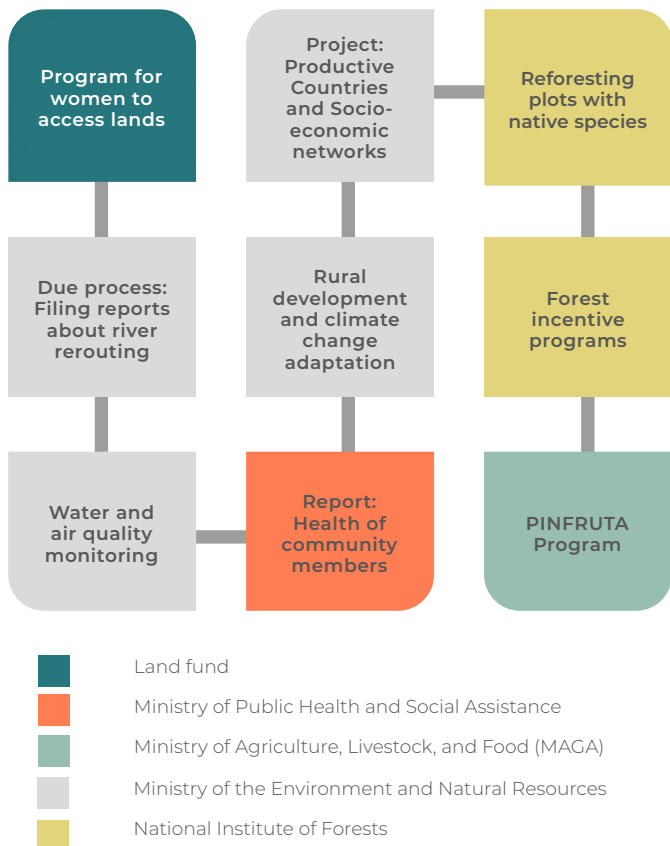 Program for
women to
access lands
Due process:
Filing reports
about river
rerouting
Water and
air quality
monitoring
Report:
Health of
community
members
Rural
development
and climate
change
adaptation
Project:
Productive
Countries
and Socio-
economic
networks
Reforesting
plots with
native species
Forest
incentive
programs
PINFRUTA
Program
Land fund
Ministry of Public Health and Social Assistance
Ministry of Agriculture, Livestock, and Food (MAGA)
Ministry of the Environment and Natural Resources
National Institute of Forests